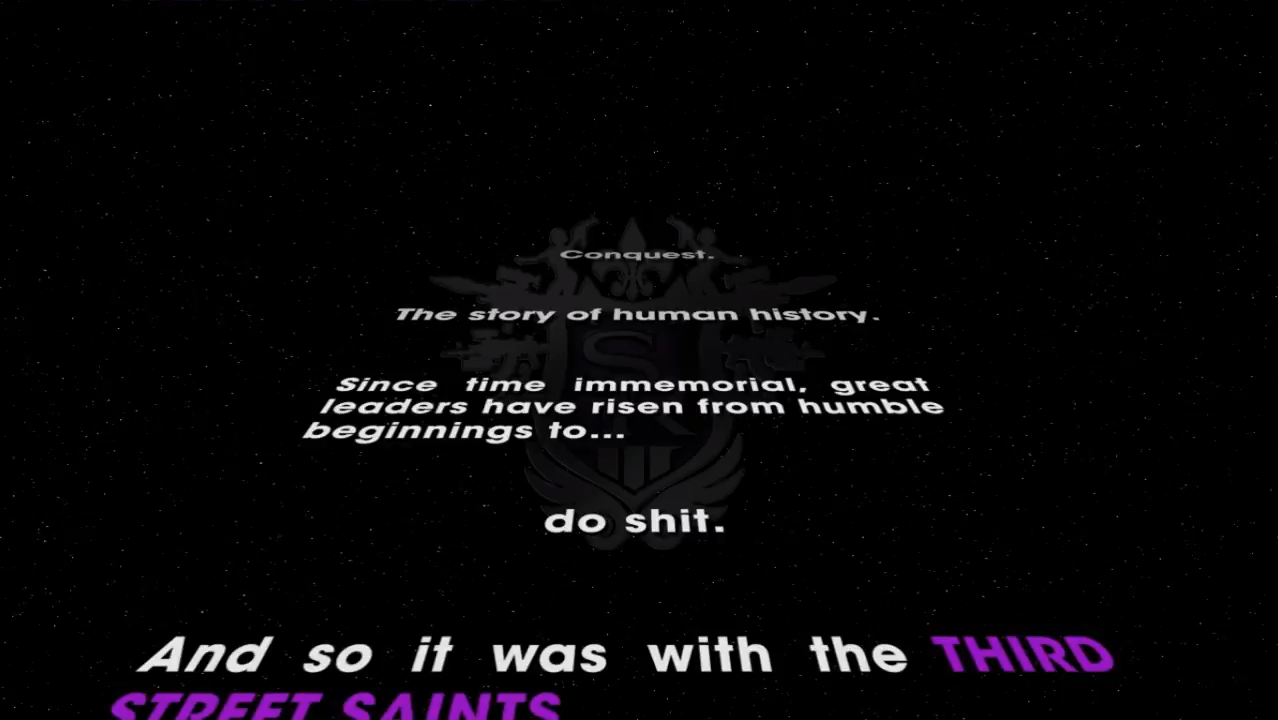 Conquest.
The story of human history.
Since time immemorial, great
leaders have risen from humble
beginnings to...
do shit.
And so it was with the THIRD
STREET SAINTS